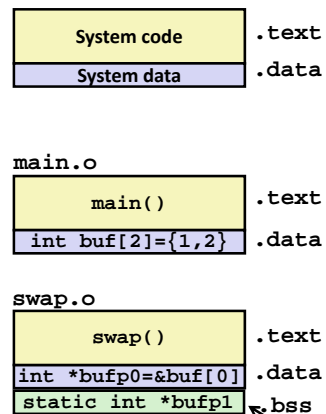 System code .text
System data .data
main.o
main() .text
int buf[2]={1,2} .data
swap.o
swap() .text
int *bufp0=&buf[0] .data
static int *bufp1 .bss